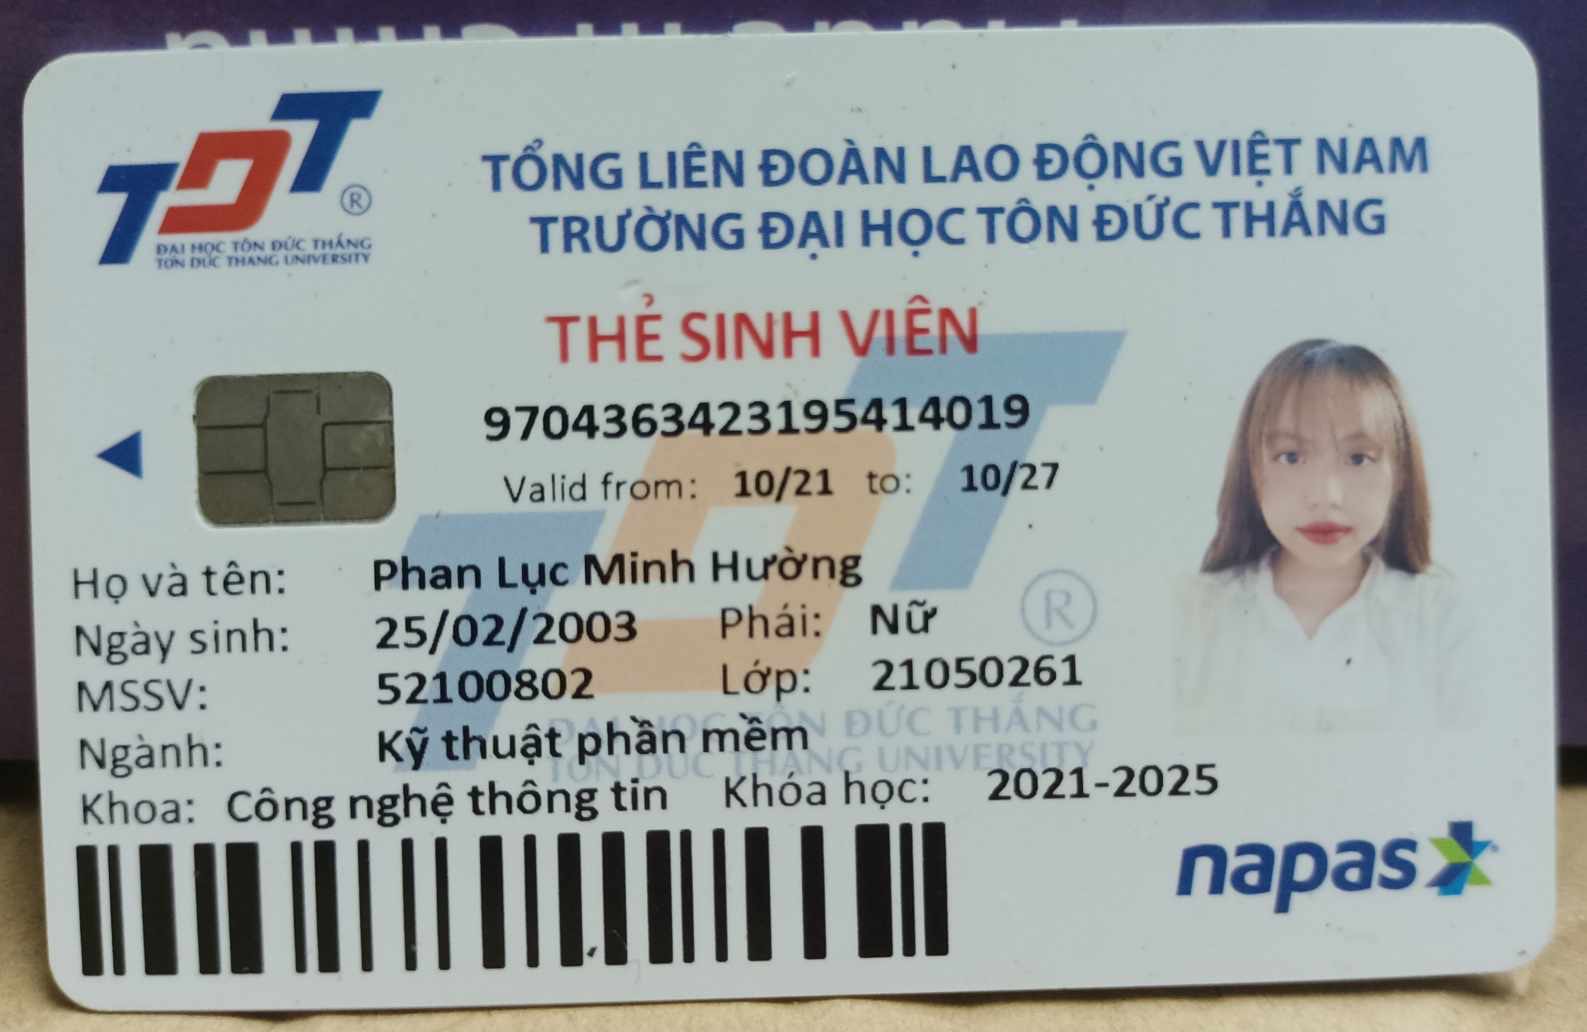 TDT®
ĐẠI HỌC TÔN ĐỨC THẮNG
TON DUC THANG UNIVERSITY
TỔNG LIÊN ĐOÀN LAO ĐỘNG VIỆT NAM
TRƯỜNG ĐẠI HỌC TÔN ĐỨC THẮNG
THẺ SINH VIÊN
9704363423195414019
Valid from: 10/21 to: 10/27
Họ và tên: Phan Lục Minh Hường
Ngày sinh: 25/02/2003 Phái: Nữ
MSSV: 52100802 Lớp: 21050261
Ngành: Kỹ thuật phần mềm
Khoa: Công nghệ thông tin Khóa học: 2021-2025
TDT®
ĐẠI HỌC TÔN ĐỨC THẮNG
TON DUC THANG UNIVERSITY
napas